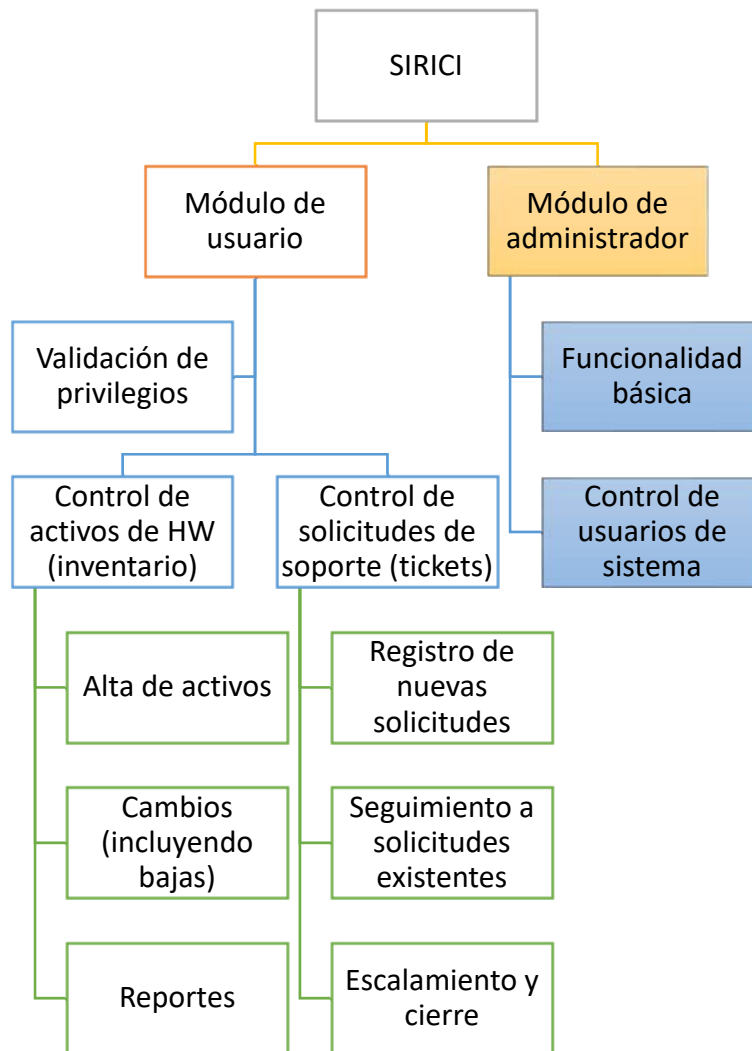 SIRICI
Módulo de
usuario
Módulo de
administrador
Validación de
privilegios
Funcionalidad
básica
Control de
activos de HW
(inventario)
Control de
solicitudes de
soporte (tickets)
Control de
usuarios de
sistema
Alta de activos
Registro de
nuevas
solicitudes
Cambios
(incluyendo
bajas)
Seguimiento a
solicitudes
existentes
Reportes
Escalamiento y
cierre